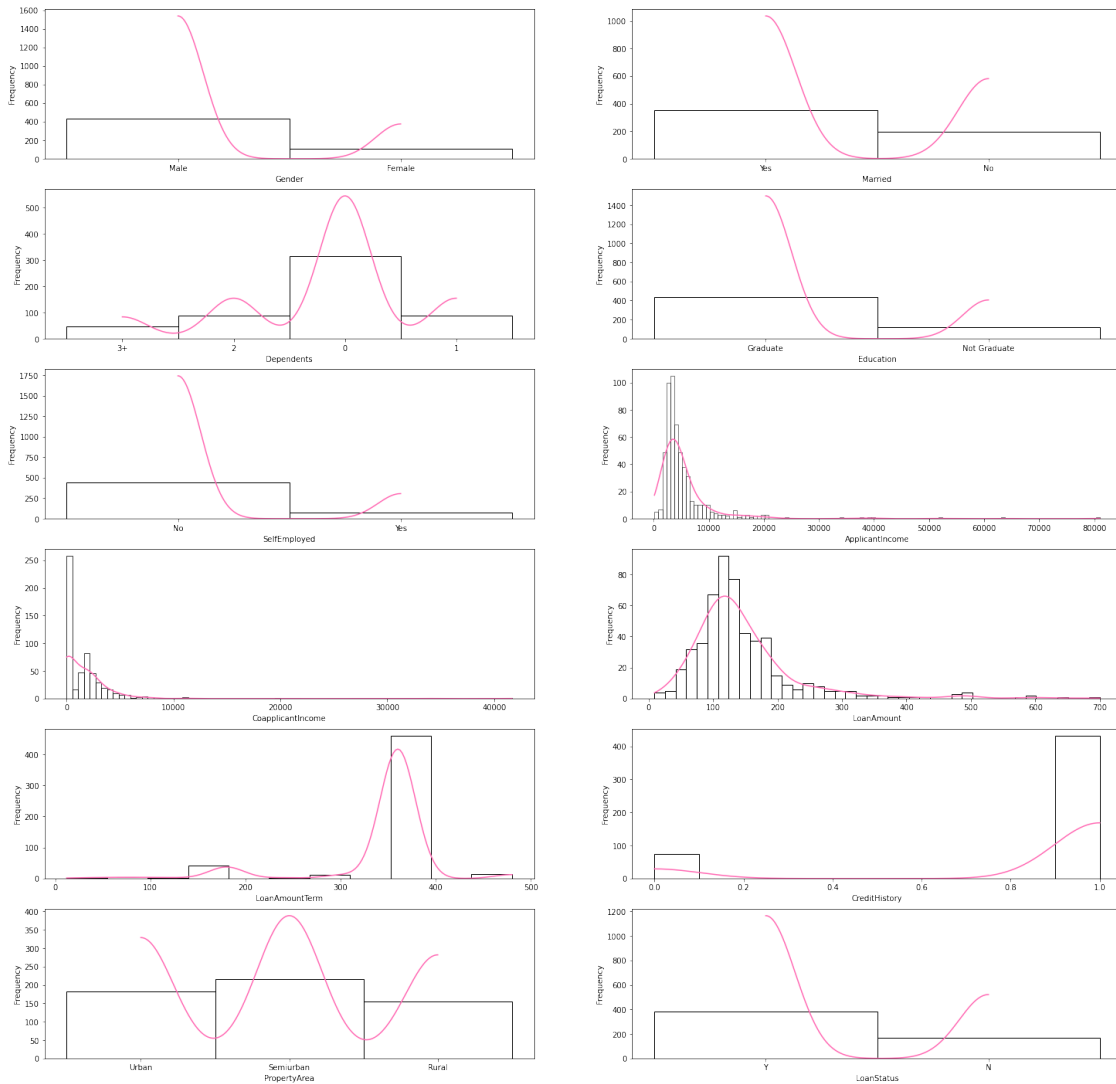 1600
1400
1200
1000
800
600
400
200
0
Frequency
Male Female
Gender
1000
800
600
400
200
0
Frequency
Yes No
Married
500
400
300
200
100
0
Frequency
3+ 2 0 1
Dependents
1400
1200
1000
800
600
400
200
0
Frequency
Graduate Not Graduate
Education
1750
1500
1250
1000
750
500
250
0
Frequency
No Yes
SelfEmployed
100
80
60
40
20
0
Frequency
0 10000 20000 30000 40000 50000 60000 70000 80000
ApplicantIncome
250
200
150
100
50
0
Frequency
0 10000 20000 30000 40000
CoapplicantIncome
80
60
40
20
0
Frequency
0 100 200 300 400 500 600 700
LoanAmount
400
300
200
100
0
Frequency
0 100 200 300 400 500
LoanAmountTerm
400
300
200
100
0
Frequency
0.0 0.2 0.4 0.6 0.8 1.0
CreditHistory
400
350
300
250
200
150
100
50
0
Frequency
Urban Semiurban Rural
PropertyArea
1200
1000
800
600
400
200
0
Frequency
Y N
LoanStatus